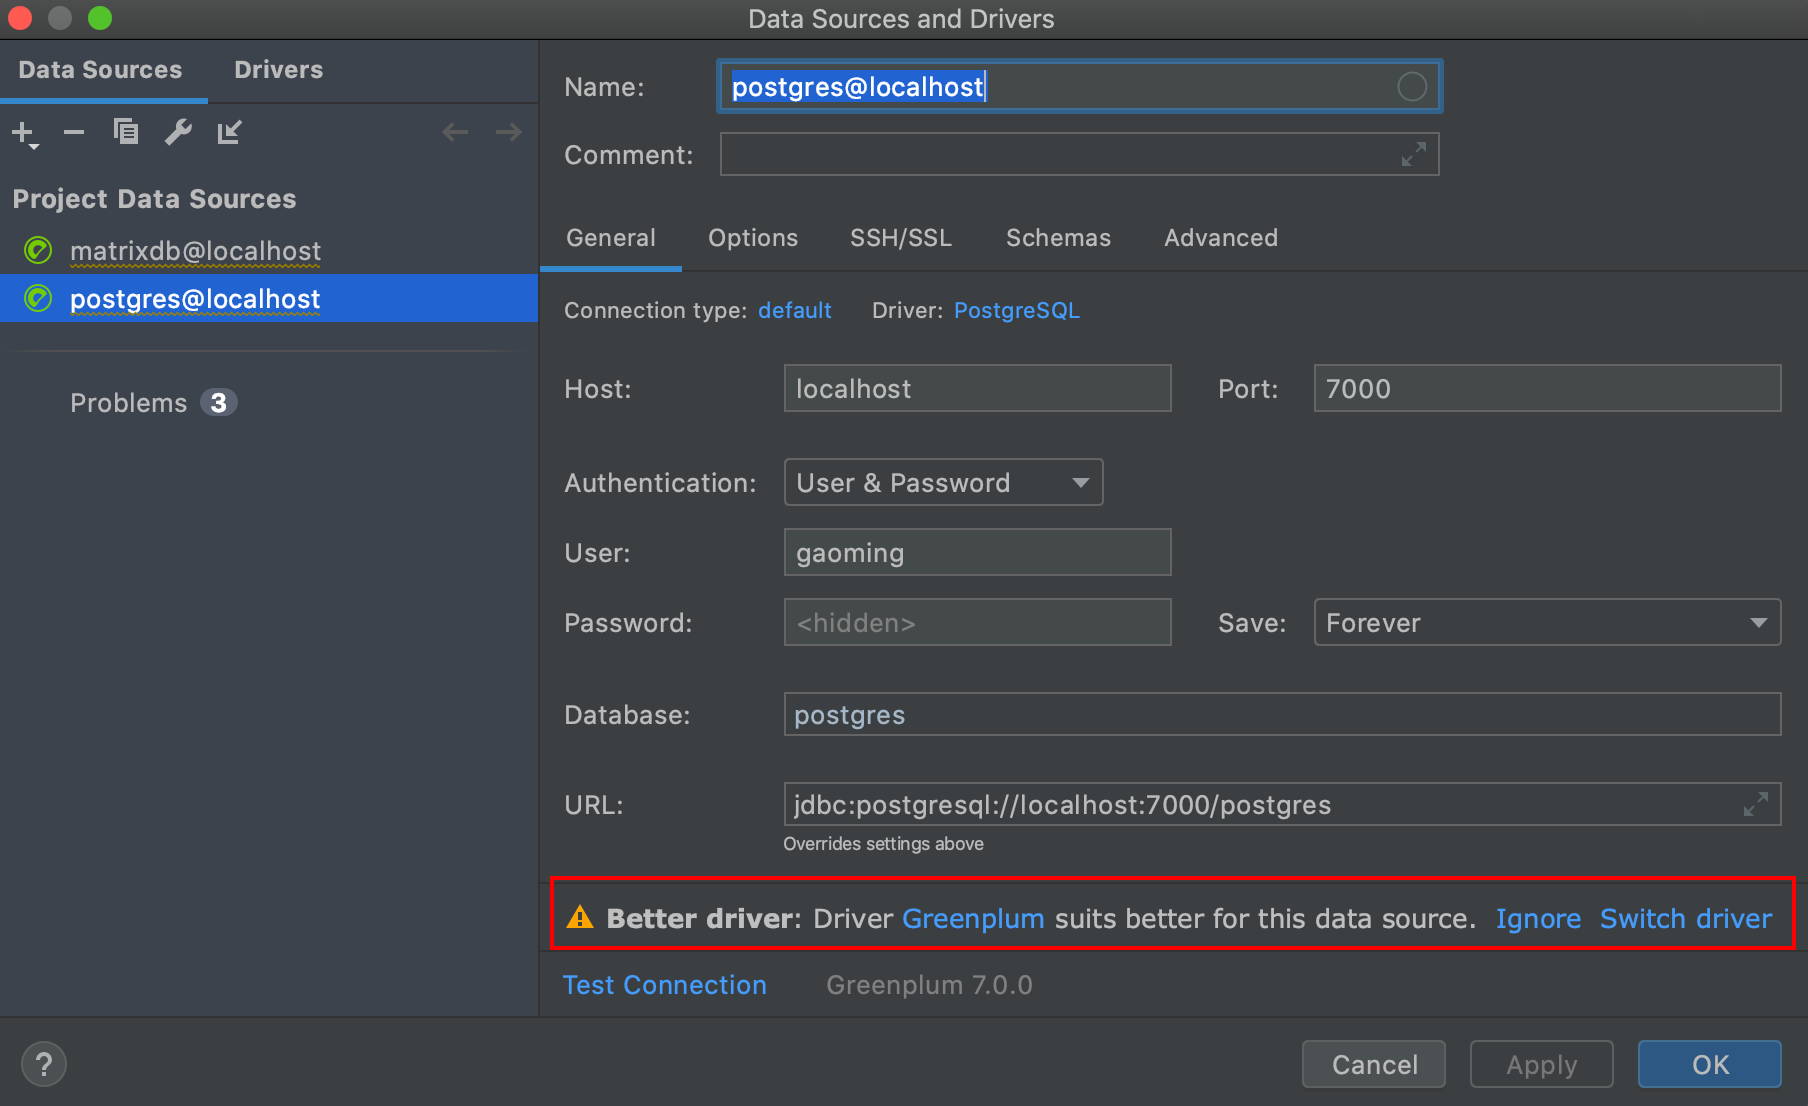 Data Sources and Drivers
Data Sources Drivers
Project Data Sources
matrixdb@localhost
postgres@localhost
Problems 3
Name: postgres@localhost
Comment:
General Options SSH/SSL Schemas Advanced
Connection type: default Driver: PostgreSQL
Host: localhost Port: 7000
Authentication: User & Password
User: gaoming
Password: <hidden> Save: Forever
Database: postgres
URL: jdbc:postgresql://localhost:7000/postgres
Overrides settings above
Better driver: Driver Greenplum suits better for this data source. Ignore Switch driver
Test Connection Greenplum 7.0.0
? Cancel Apply OK